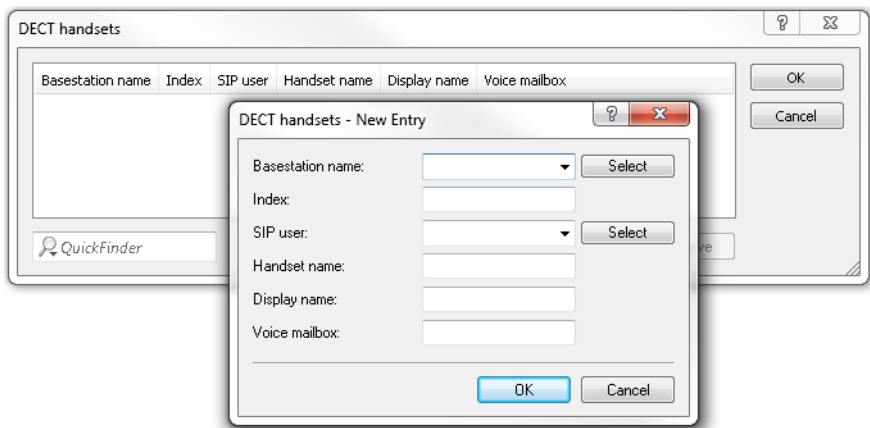 DECT handsets
Basestation name Index SIP user Handset name Display name Voice mailbox
OK
Cancel
QuickFinder
DECT handsets - New Entry
Basestation name: Select
Index:
SIP user: Select
Handset name:
Display name:
Voice mailbox:
OK Cancel